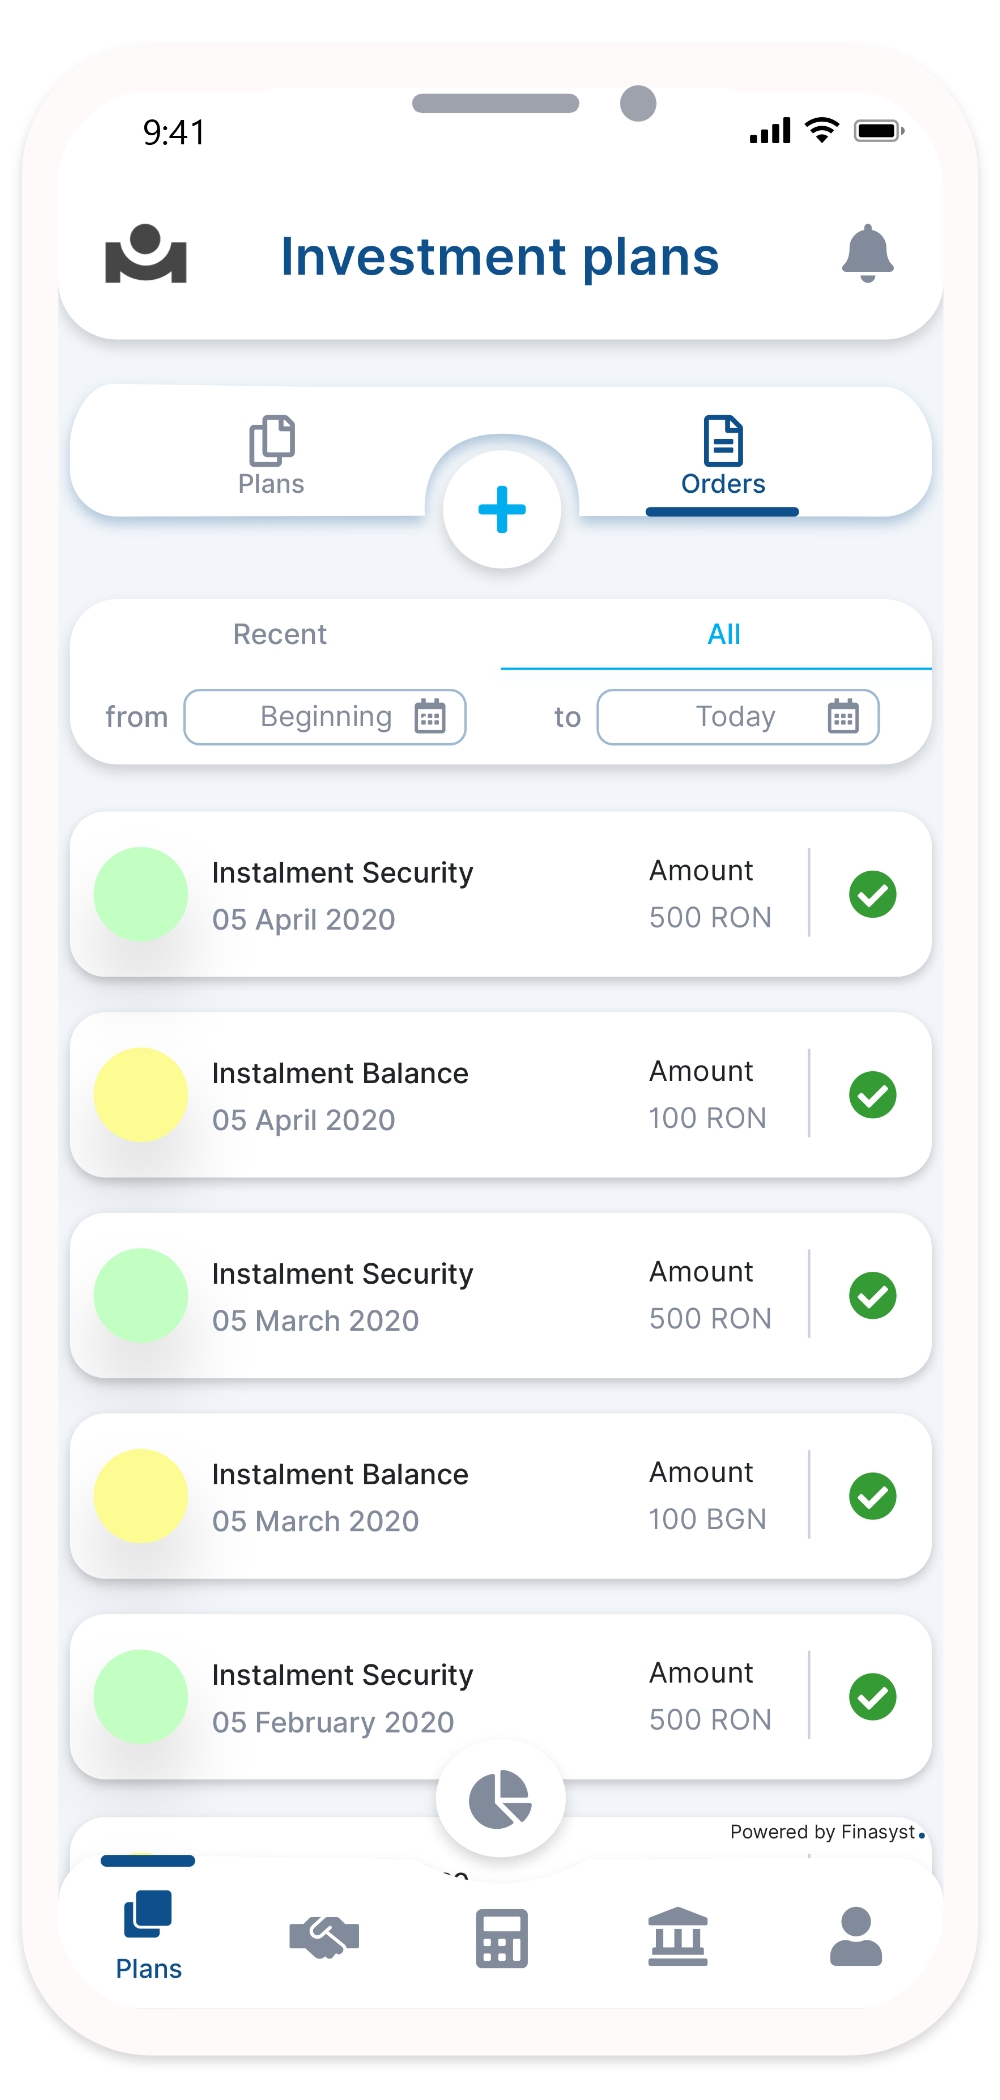 9:41
Investment plans
Plans
Orders
Recent
All
from
Beginning
to
Today
Instalment Security
Amount
05 April 2020
500 RON
Instalment Balance
Amount
05 April 2020
100 RON
Instalment Security
Amount
05 March 2020
500 RON
Instalment Balance
Amount
05 March 2020
100 BGN
Instalment Security
Amount
05 February 2020
500 RON
Powered by Finasyst.
Plans